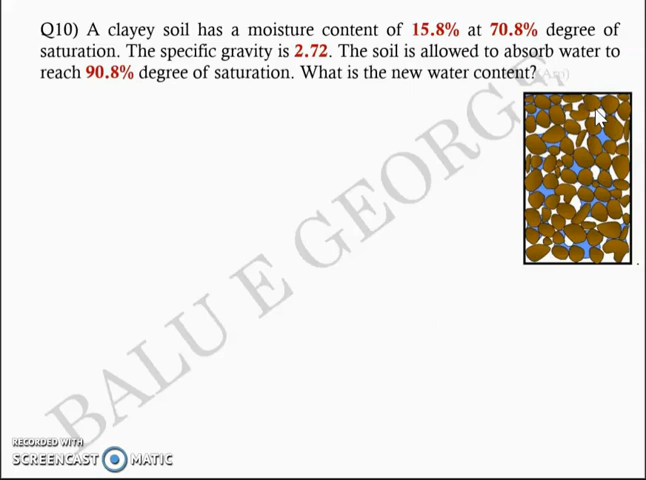 Q10) A clayey soil has a moisture content of 15.8% at 70.8% degree of
saturation. The specific gravity is 2.72. The soil is allowed to absorb water to
reach 90.8% degree of saturation. What is the new water content?
BALU E GEORGE
RECORDED WITH
SCREENCAST MATIC